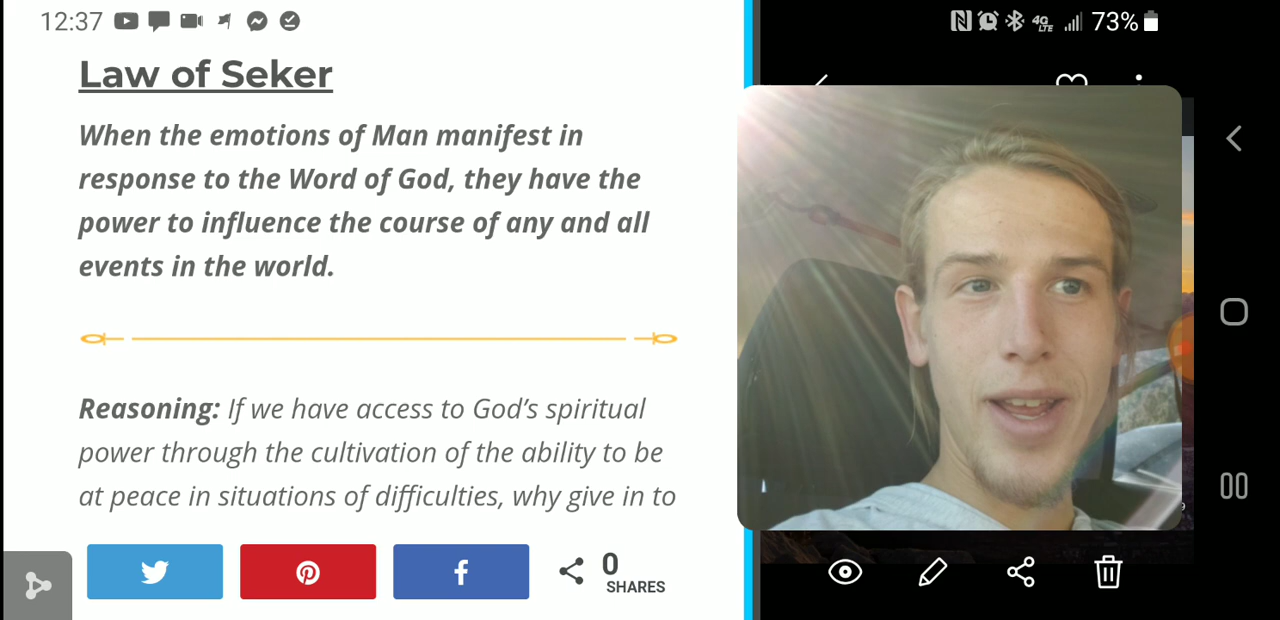 12:37
4G LTE 73%
Law of Seker
When the emotions of Man manifest in
response to the Word of God, they have the
power to influence the course of any and all
events in the world.
Reasoning: If we have access to God’s spiritual
power through the cultivation of the ability to be
at peace in situations of difficulties, why give in to
0
SHARES